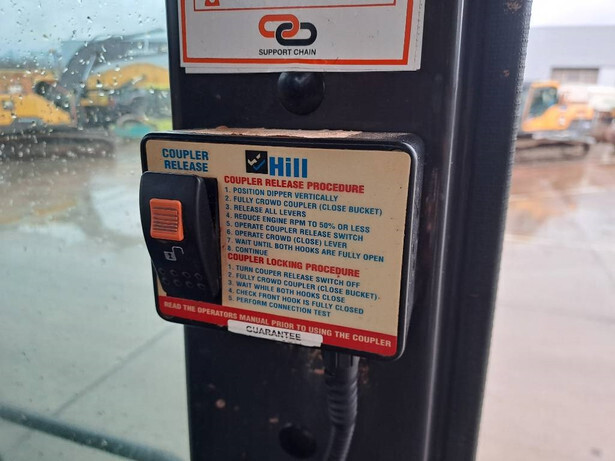 SUPPORT CHAIN
COUPLER
RELEASE
Hill
COUPLER RELEASE PROCEDURE
1. POSITION DIPPER VERTICALLY
2. FULLY CROWD COUPLER (CLOSE BUCKET)
3. RELEASE ALL LEVERS
4. REDUCE ENGINE RPM TO 50% OR LESS
5. OPERATE COUPLER RELEASE SWITCH
6. OPERATE CROWD (CLOSE) LEVER
7. WAIT UNTIL BOTH HOOKS ARE FULLY OPEN
8. CONTINUE
COUPLER LOCKING PROCEDURE
1. TURN COUPER RELEASE SWITCH OFF
2. FULLY CROWD COUPLER (CLOSE BUCKET).
3. WAIT WHILE BOTH HOOKS CLOSE
4. CHECK FRONT HOOK IS FULLY CLOSED
5. PERFORM CONNECTION TEST
READ THE OPERATORS MANUAL PRIOR TO USING THE COUPLER
GUARANTEE